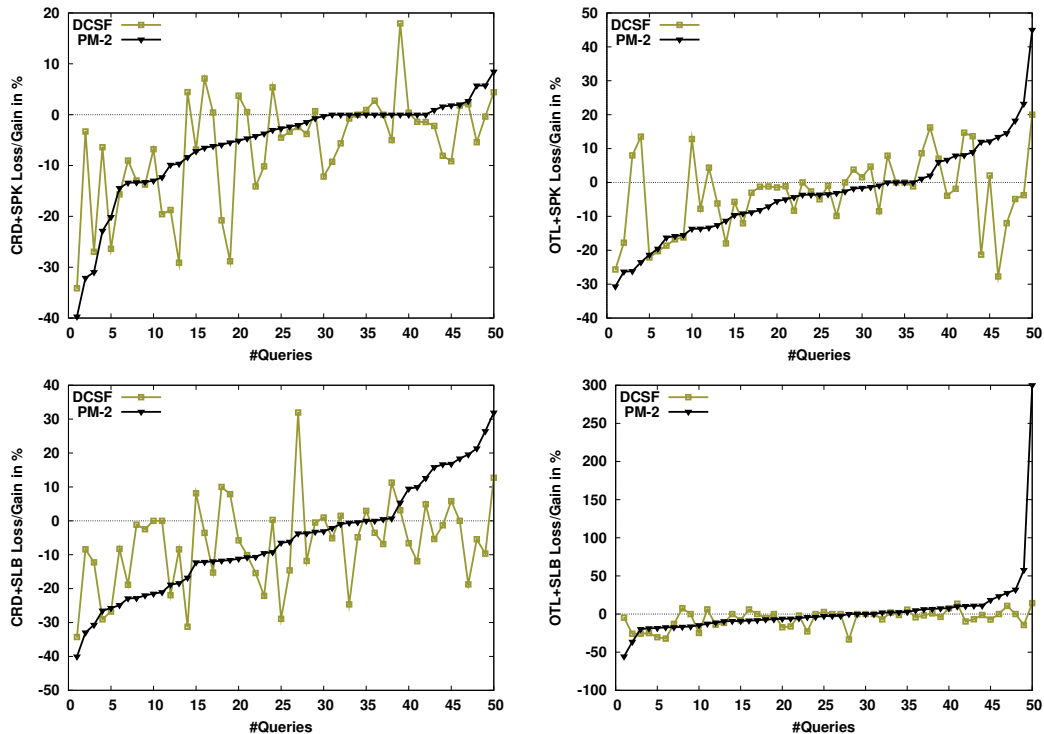 CRD+SPK Loss/Gain in %
20
10
0
-10
-20
-30
-40
DCSF
PM-2
0 5 10 15 20 25 30 35 40 45 50
#Queries
OTL+SPK Loss/Gain in %
50
40
30
20
10
0
-10
-20
-30
-40
DCSF
PM-2
0 5 10 15 20 25 30 35 40 45 50
#Queries
CRD+SLB Loss/Gain in %
40
30
20
10
0
-10
-20
-30
-40
-50
DCSF
PM-2
0 5 10 15 20 25 30 35 40 45 50
#Queries
OTL+SLB Loss/Gain in %
300
250
200
150
100
50
0
-50
-100
DCSF
PM-2
0 5 10 15 20 25 30 35 40 45 50
#Queries